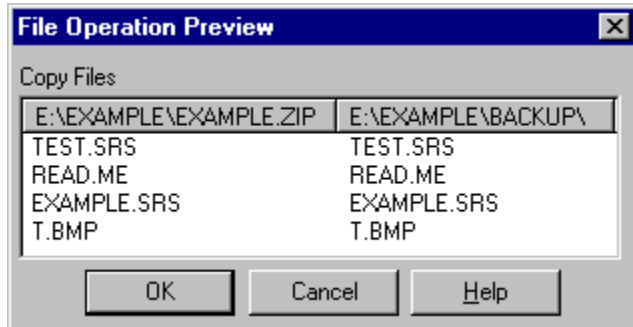 File Operation Preview
Copy Files
E:\EXAMPLE\EXAMPLE.ZIP E:\EXAMPLE\BACKUP\
TEST.SRS TEST.SRS
READ.ME READ.ME
EXAMPLE.SRS EXAMPLE.SRS
T.BMP T.BMP
OK Cancel Help